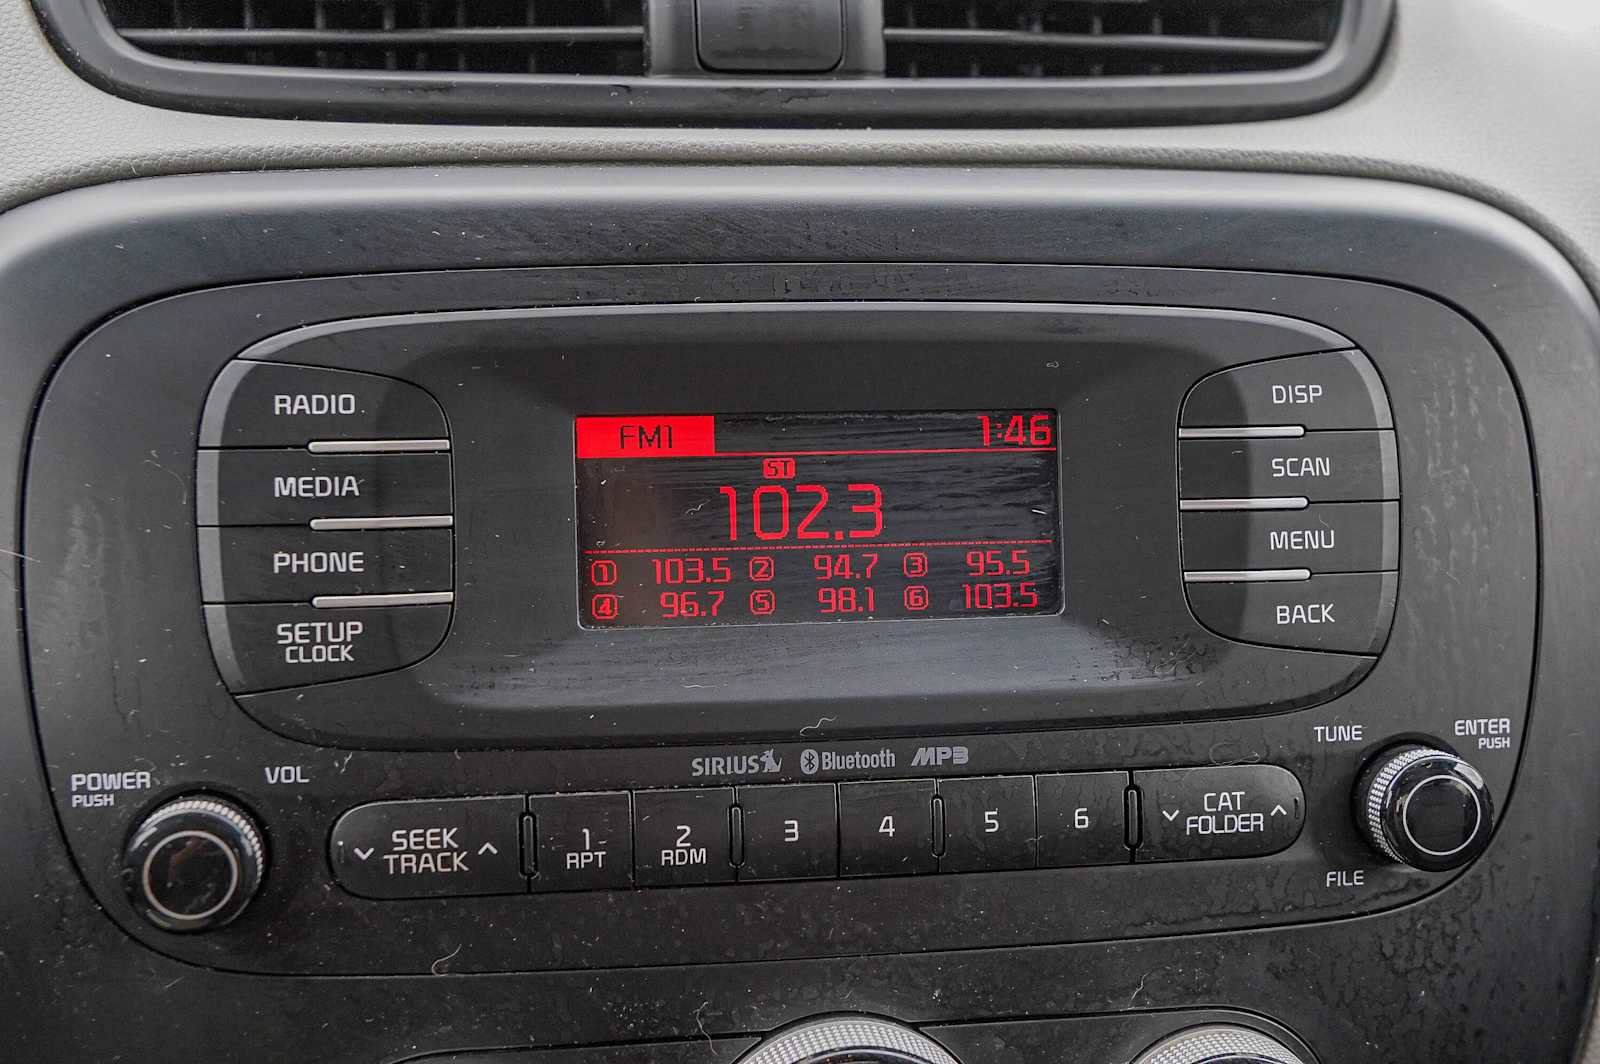 RADIO
MEDIA
PHONE
SETUP
CLOCK
FM1 1:46
ST
102.3
1 103.5 2 94.7 3 95.5
4 96.7 5 98.1 6 103.5
DISP
SCAN
MENU
BACK
SIRIUS Bluetooth MP3
POWER
PUSH
VOL
SEEK
TRACK
1
RPT
2
RDM
3
4
5
6
CAT
FOLDER
TUNE
ENTER
PUSH
FILE